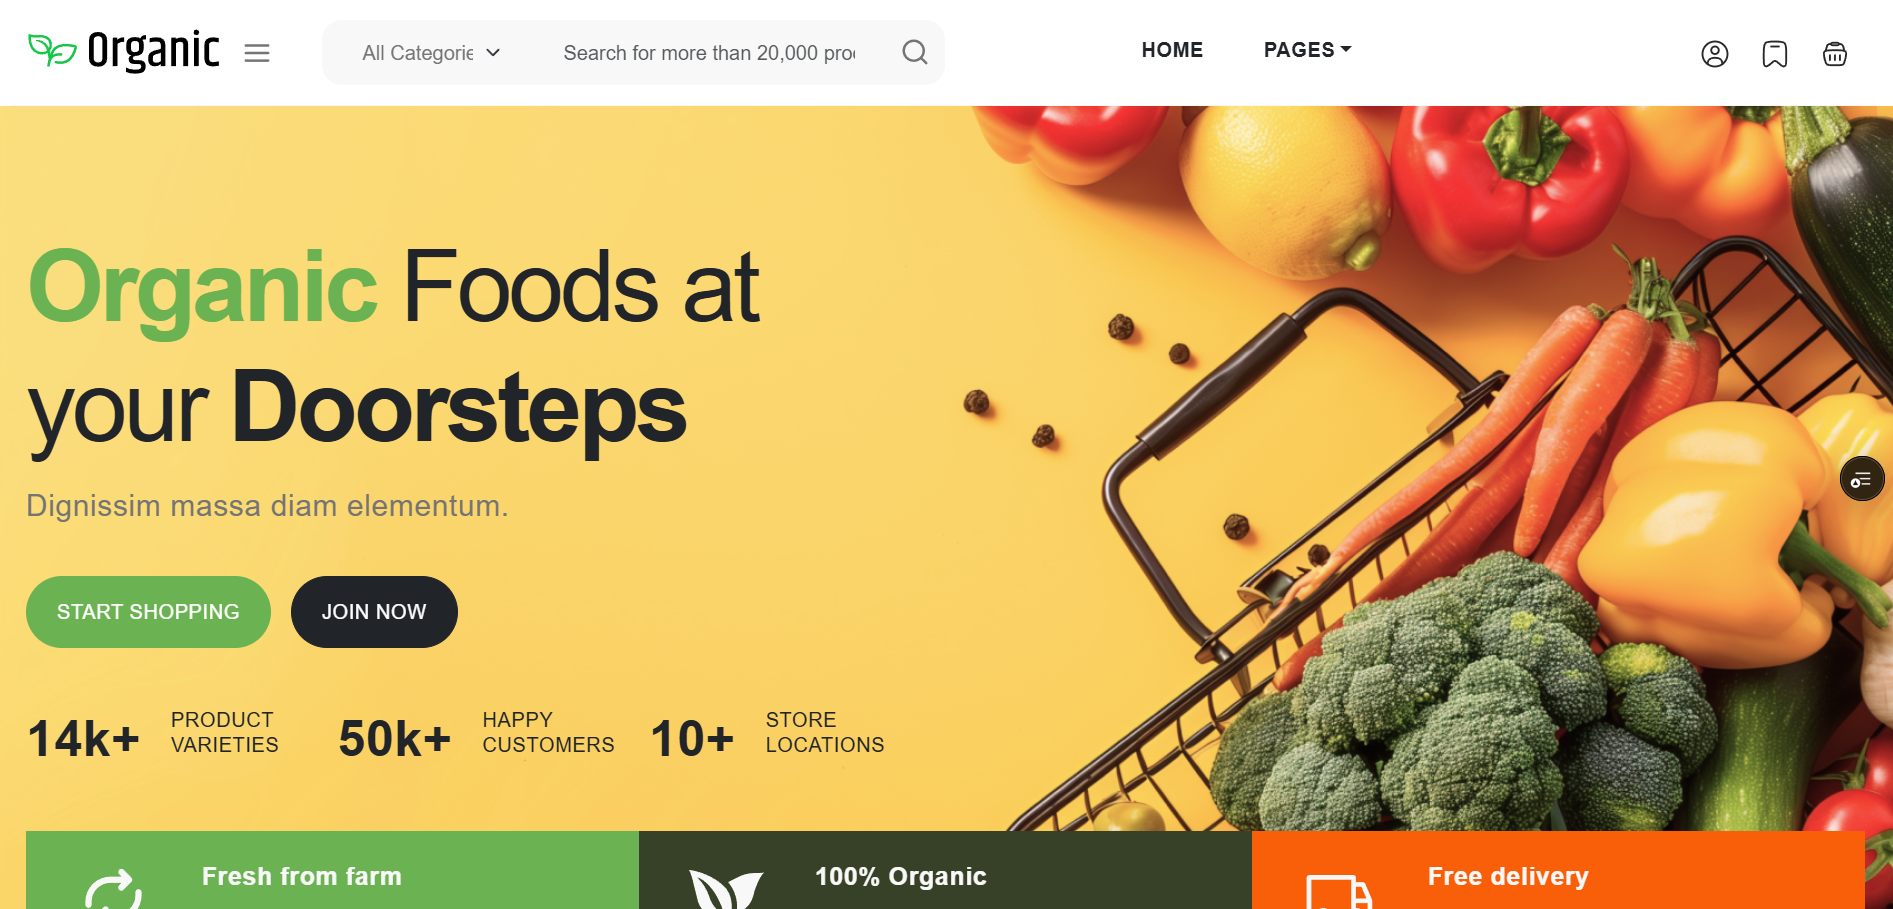 Organic
All Categorie
Search for more than 20,000 pro
HOME
PAGES
Organic Foods at
your Doorsteps
Dignissim massa diam elementum.
START SHOPPING
JOIN NOW
14k+
PRODUCT
VARIETIES
50k+
HAPPY
CUSTOMERS
10+
STORE
LOCATIONS
Fresh from farm
100% Organic
Free delivery